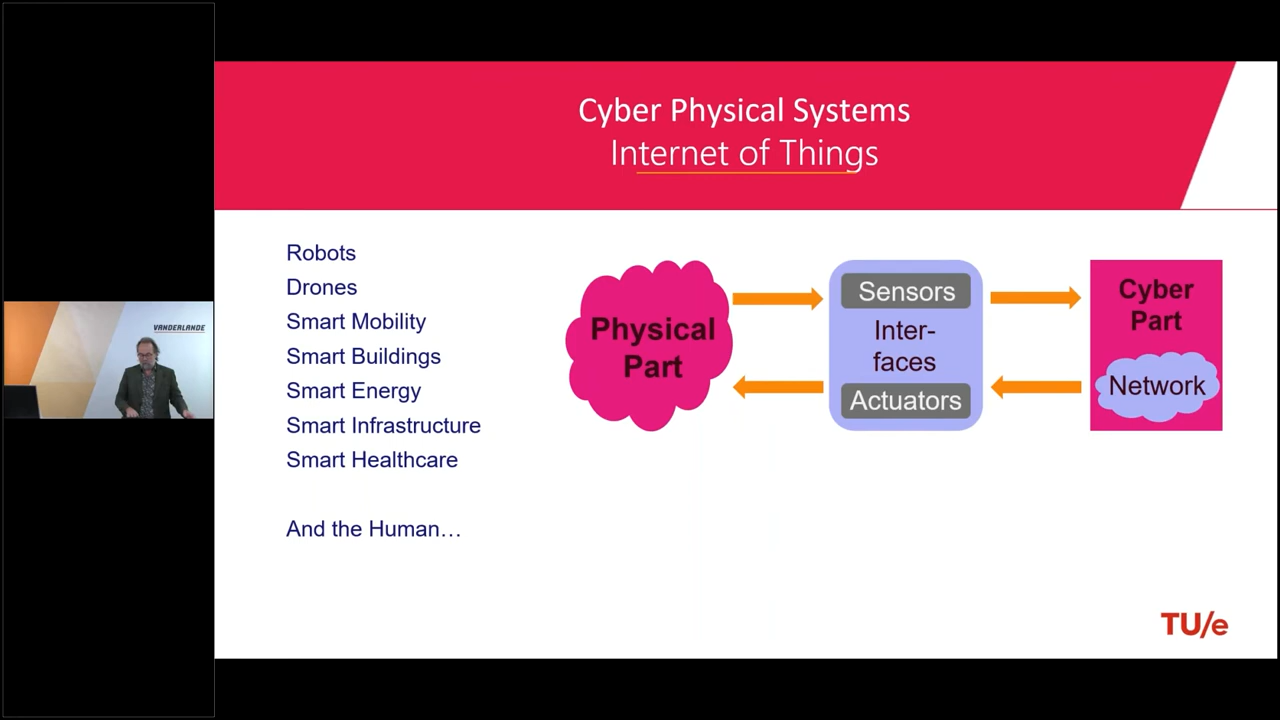 Cyber Physical Systems
Internet of Things
Robots
Drones
Smart Mobility
Smart Buildings
Smart Energy
Smart Infrastructure
Smart Healthcare
And the Human…
Physical
Part
Sensors
Inter-
faces
Actuators
Cyber
Part
Network
VANDERLANDE
TU/e